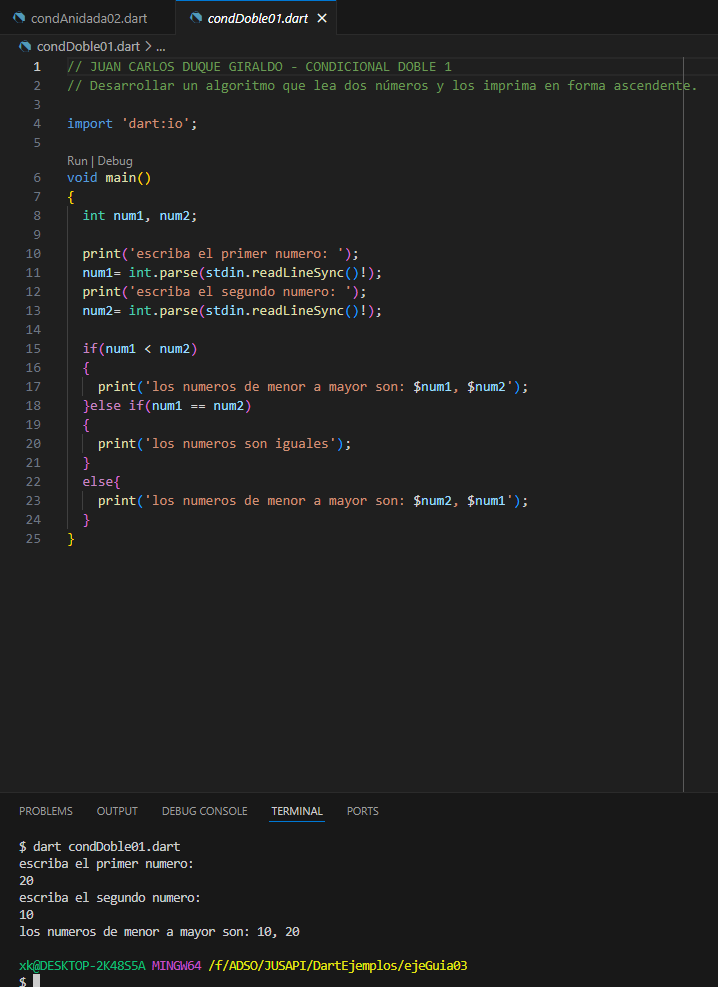 condAnidada02.dart
condDoble01.dart
condDoble01.dart > ...
1 // JUAN CARLOS DUQUE GIRALDO - CONDICIONAL DOBLE 1
2 // Desarrollar un algoritmo que lea dos números y los imprima en forma ascendente.
3
4 import 'dart:io';
5
Run | Debug
6 void main()
7 {
8 int num1, num2;
9
10 print('escriba el primer numero: ');
11 num1= int.parse(stdin.readLineSync()!);
12 print('escriba el segundo numero: ');
13 num2= int.parse(stdin.readLineSync()!);
14
15 if(num1 < num2)
16 {
17 print('los numeros de menor a mayor son: $num1, $num2');
18 }else if(num1 == num2)
19 {
20 print('los numeros son iguales');
21 }
22 else{
23 print('los numeros de menor a mayor son: $num2, $num1');
24 }
25 }
PROBLEMS OUTPUT DEBUG CONSOLE TERMINAL PORTS
$ dart condDoble01.dart
escriba el primer numero:
20
escriba el segundo numero:
10
los numeros de menor a mayor son: 10, 20
xk@DESKTOP-2K48S5A MINGW64 /f/ADSO/JUSAPI/DartEjemplos/ejeGuia03
$